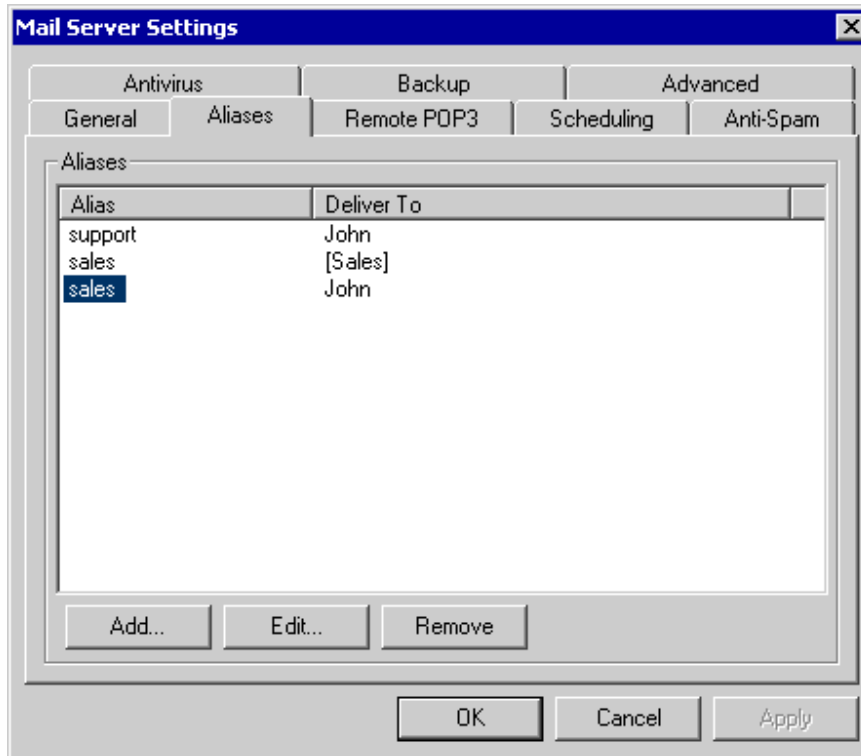 Mail Server Settings
Antivirus Backup Advanced
General Aliases Remote POP3 Scheduling Anti-Spam
Aliases
Alias Deliver To
support John
sales [Sales]
sales John
Add... Edit... Remove
OK Cancel Apply